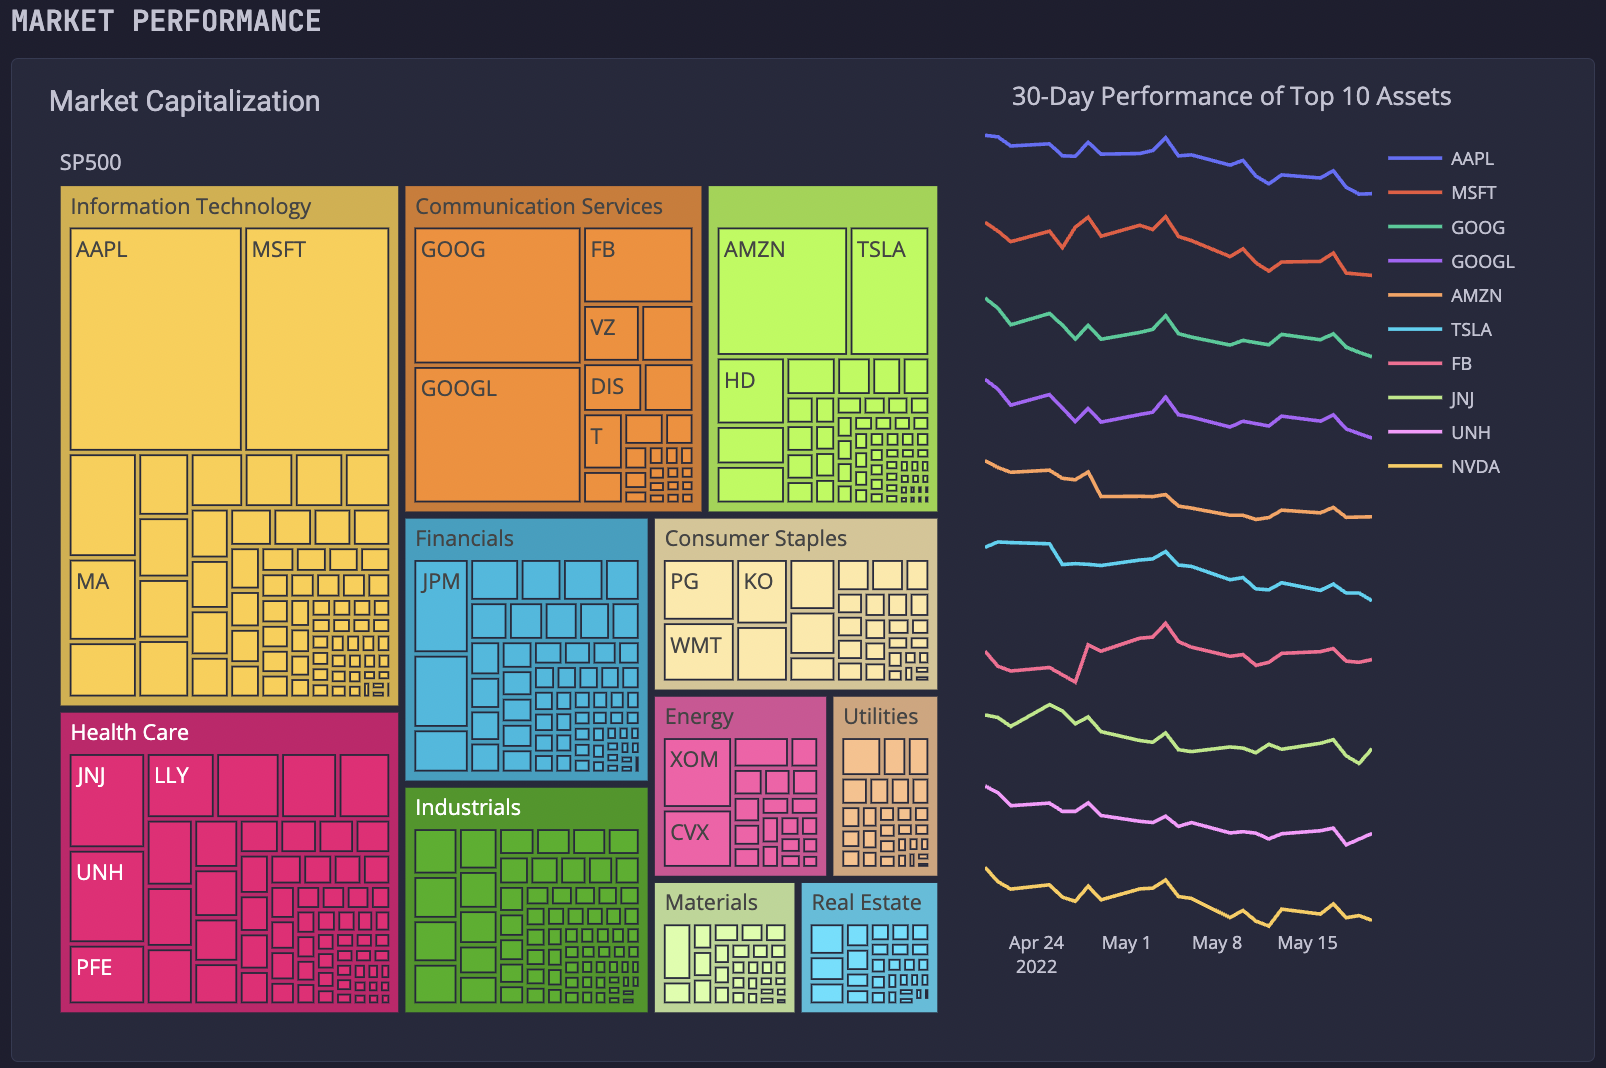 MARKET PERFORMANCE
Market Capitalization
SP500
Information Technology
AAPL
MSFT
MA
Communication Services
GOOG
FB
VZ
GOOGL
DIS
T
AMZN
TSLA
HD
Financials
JPM
Consumer Staples
PG
KO
WMT
Health Care
JNJ
LLY
UNH
PFE
Industrials
Energy
XOM
CVX
Utilities
Materials
Real Estate
30-Day Performance of Top 10 Assets
AAPL
MSFT
GOOG
GOOGL
AMZN
TSLA
FB
JNJ
UNH
NVDA
Apr 24
2022
May 1
May 8
May 15